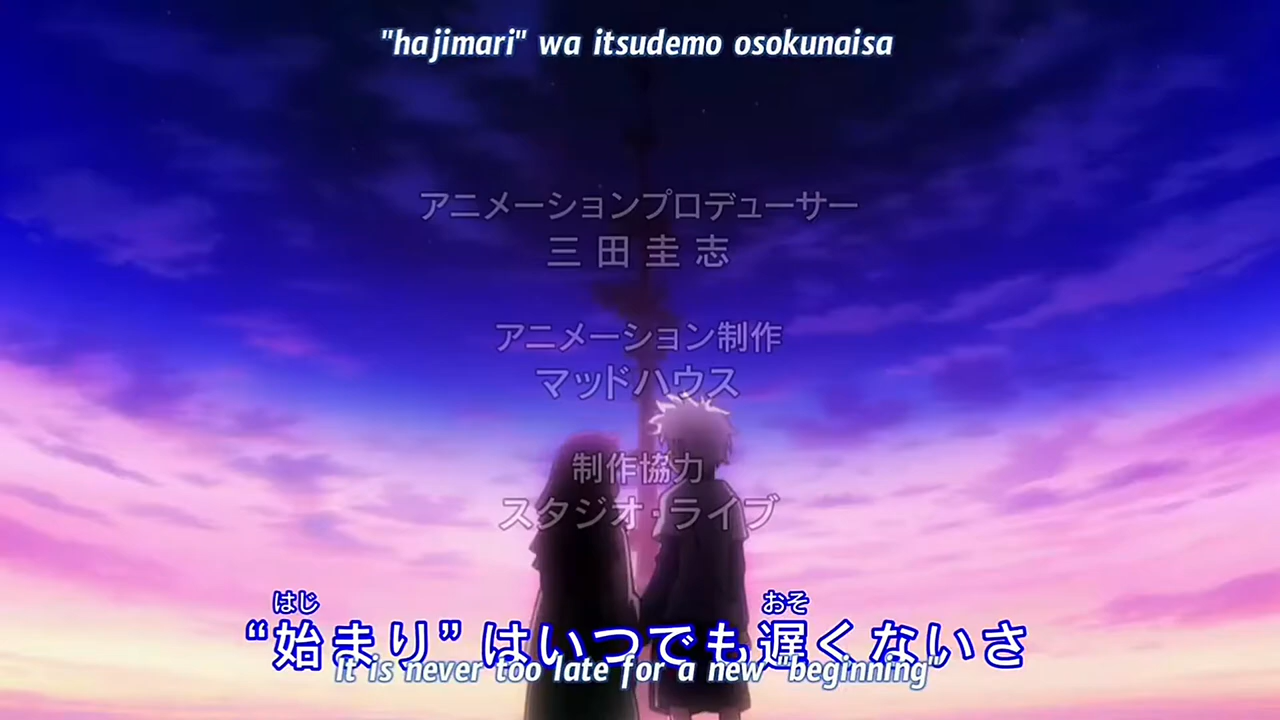 "hajimari" wa itsudemo osokunaisa
アニメーションプロデューサー
三田圭志
アニメーション制作
マッドハウス
制作協力
スタジオ・ライブ
はじ おそ
“始まり”はいつでも遅くないさ
It is never too late for a new "beginning"